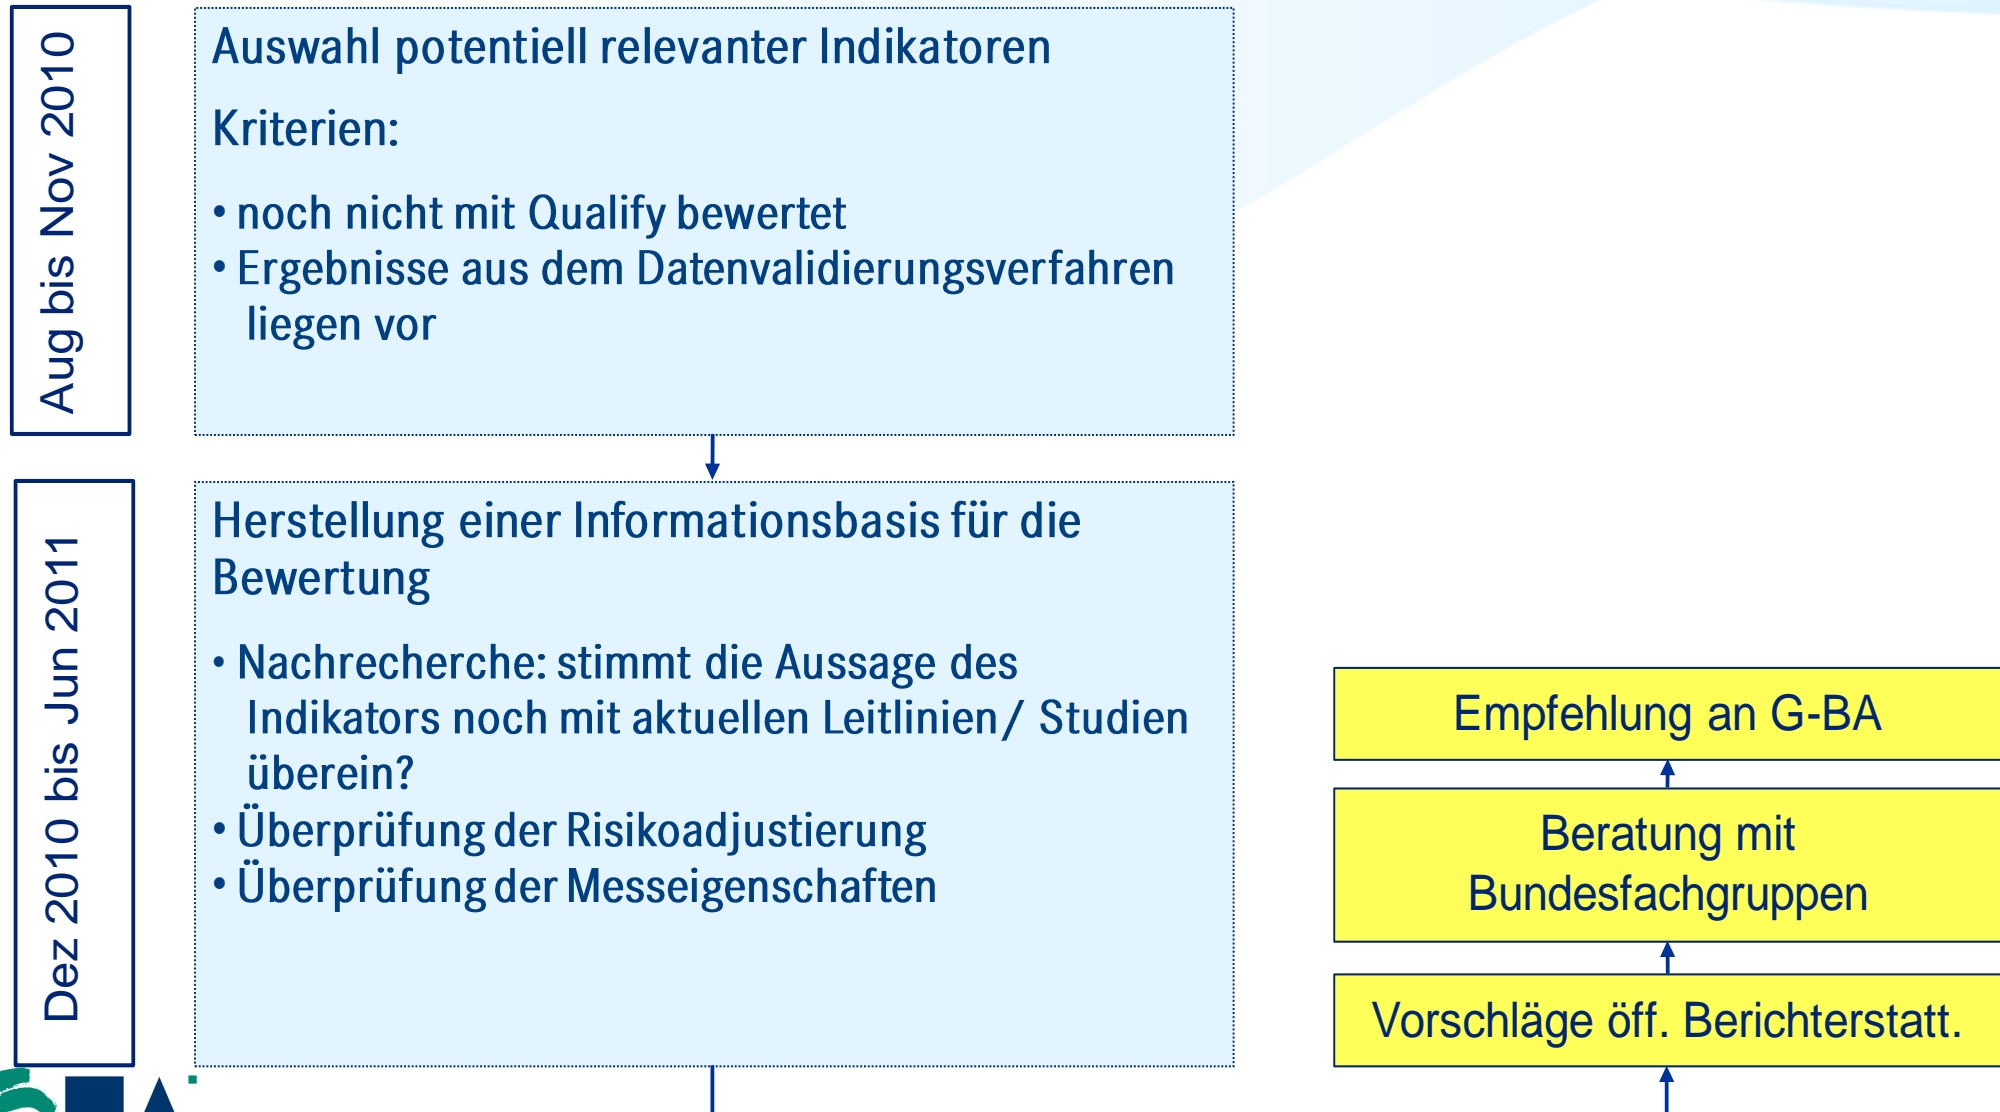 Aug bis Nov 2010
Auswahl potentiell relevanter Indikatoren
Kriterien:
• noch nicht mit Qualify bewertet
• Ergebnisse aus dem Datenvalidierungsverfahren
liegen vor
Dez 2010 bis Jun 2011
Herstellung einer Informationsbasis für die
Bewertung
• Nachrecherche: stimmt die Aussage des
Indikators noch mit aktuellen Leitlinien/ Studien
überein?
• Überprüfung der Risikoadjustierung
• Überprüfung der Messeigenschaften
Empfehlung an G-BA
Beratung mit
Bundesfachgruppen
Vorschläge öff. Berichterstatt.